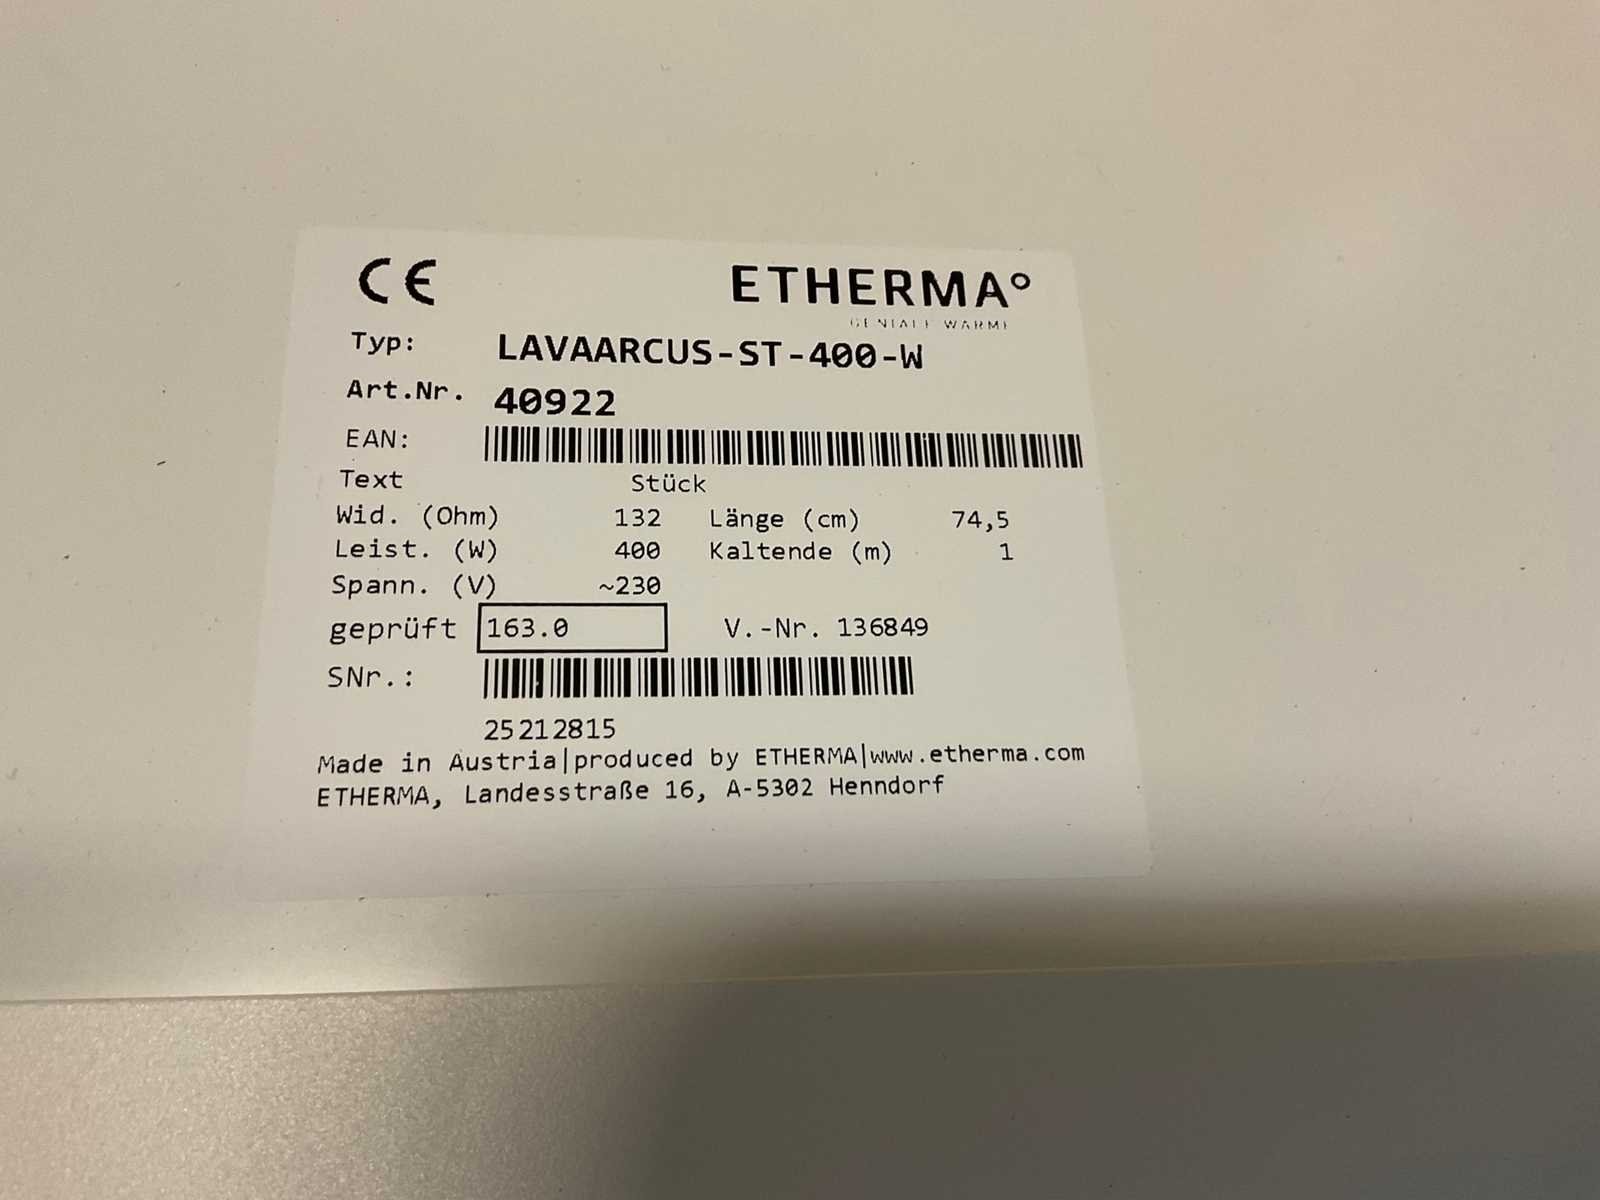 CE
ETHERMA°
GENIALE WÄRME
Typ: LAVAARCUS-ST-400-W
Art.Nr. 40922
EAN:
Text Stück
Wid. (Ohm) 132 Länge (cm) 74,5
Leist. (W) 400 Kaltende (m) 1
Spann. (V) ~230
geprüft 163.0 V.-Nr. 136849
SNr.:
25212815
Made in Austria|produced by ETHERMA|www.etherma.com
ETHERMA, Landesstraße 16, A-5302 Henndorf